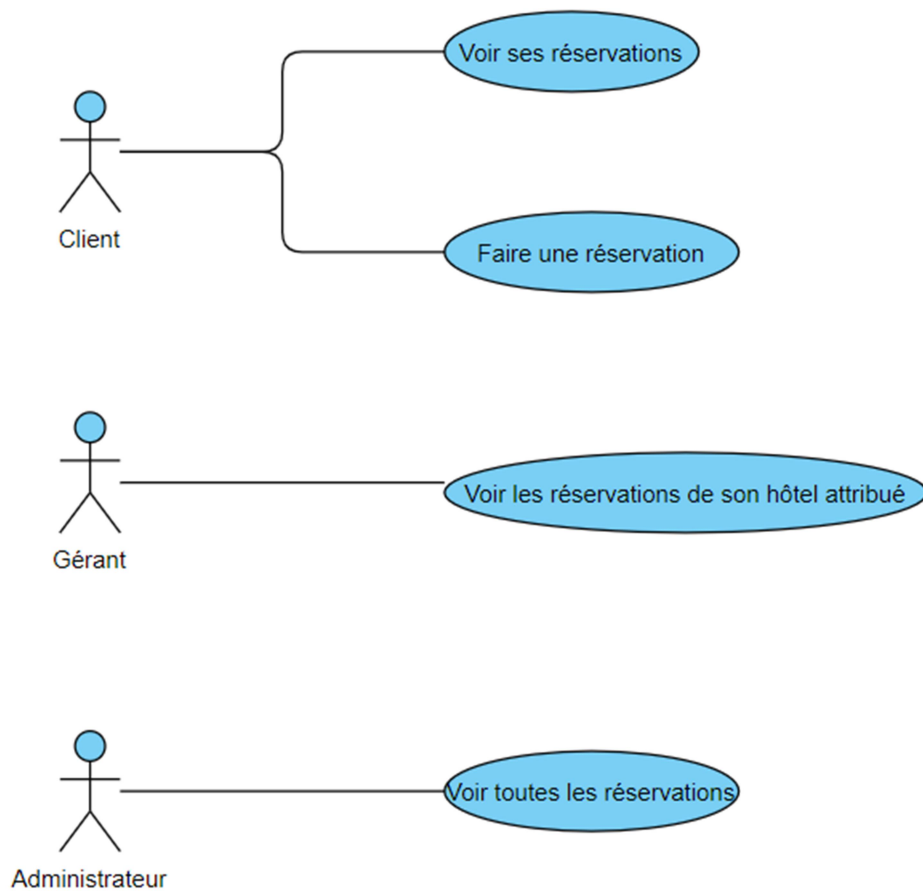 Voir ses réservations
Client
Faire une réservation
Voir les réservations de son hôtel attribué
Gérant
Voir toutes les réservations
Administrateur